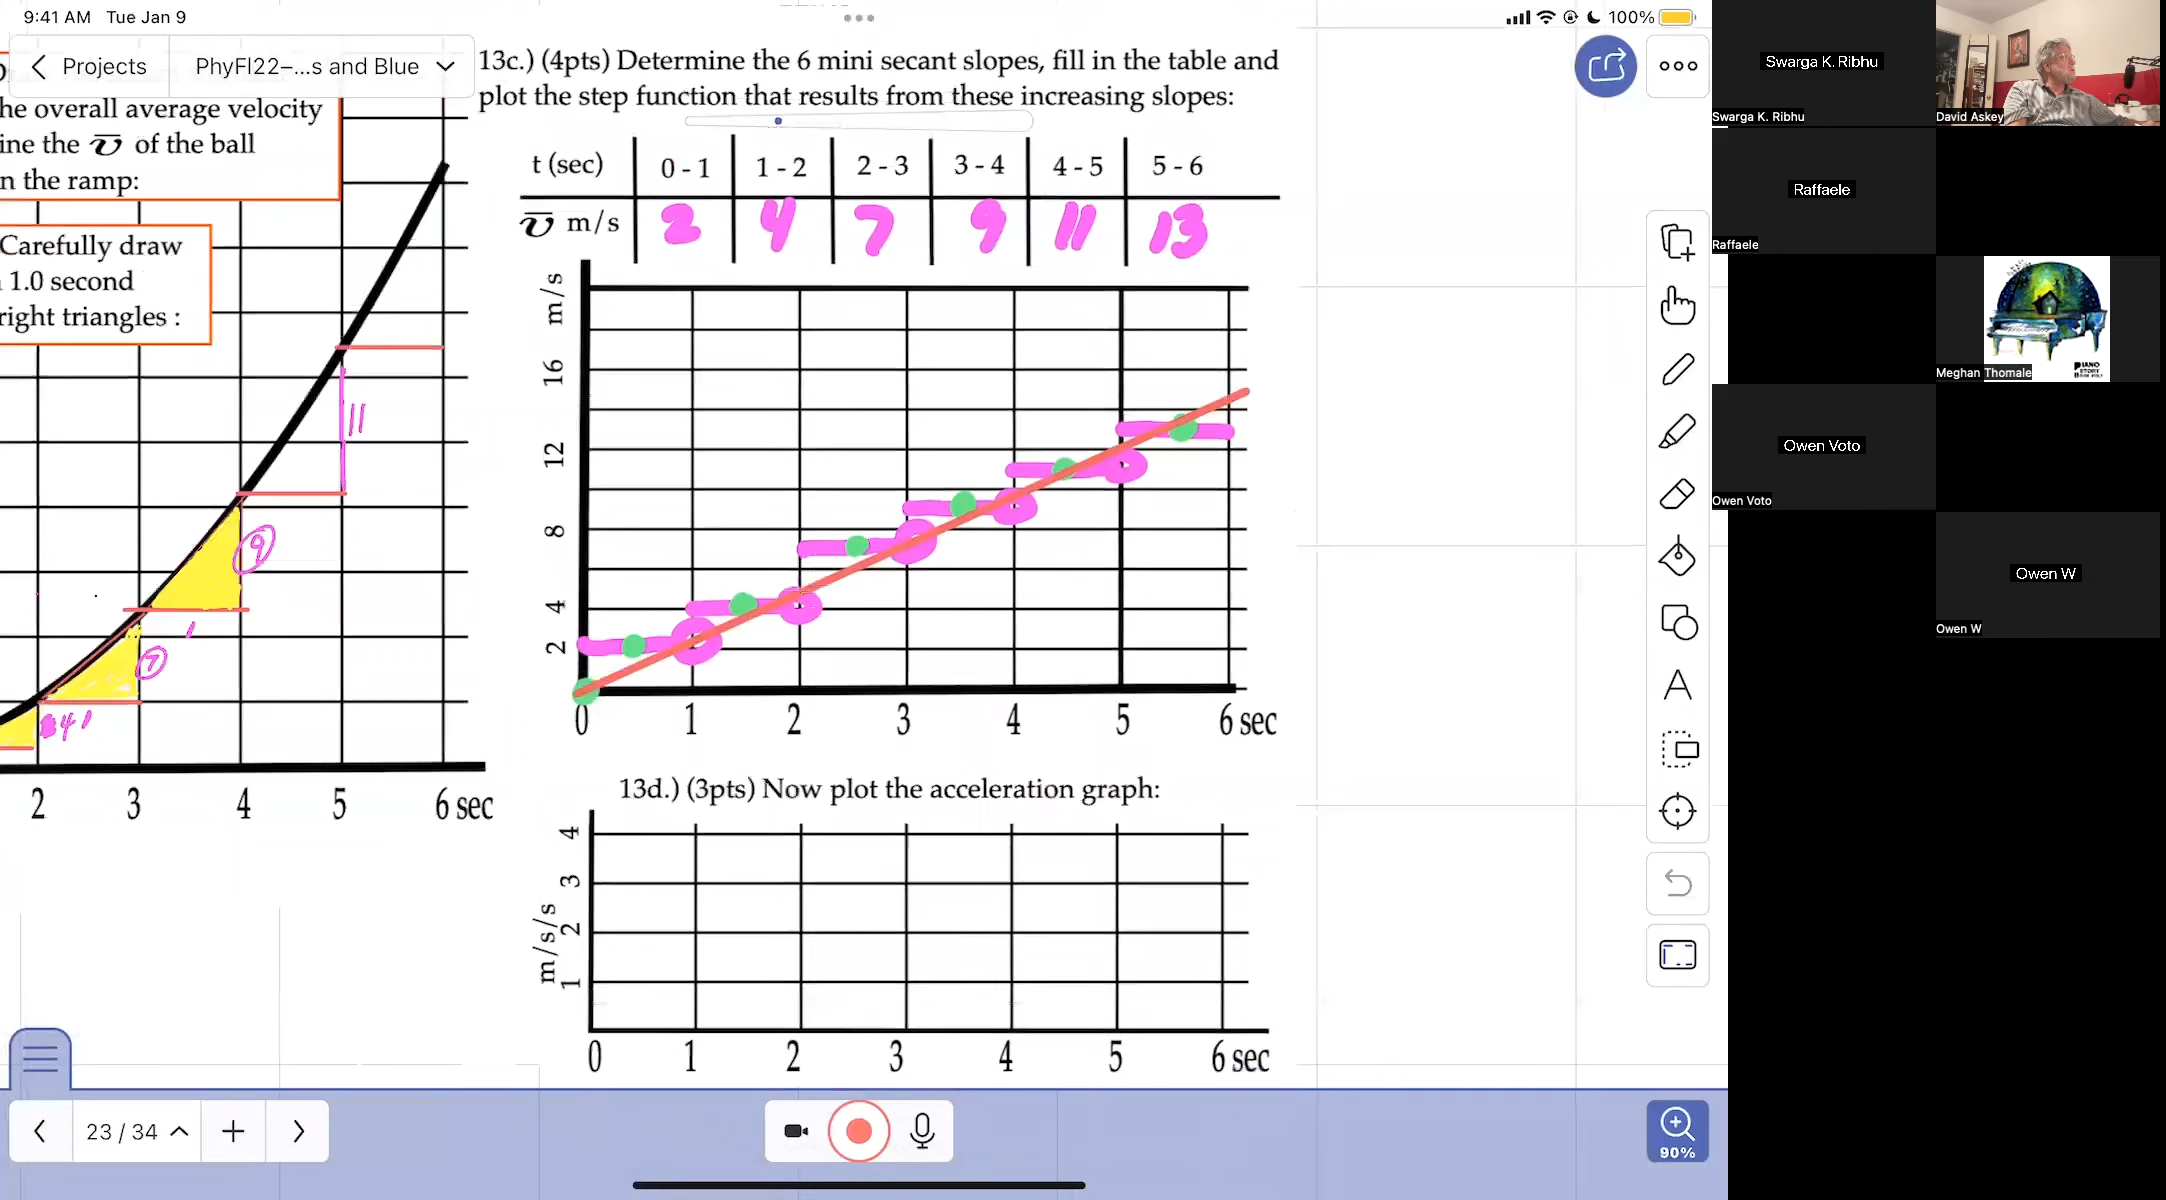 9:41 AM Tue Jan 9
100%
Projects
PhyFl22–...s and Blue
he overall average velocity
ine the v̅ of the ball
n the ramp:
Carefully draw
1.0 second
right triangles :
11
9
1
7
41
2 3 4 5 6 sec
13c.) (4pts) Determine the 6 mini secant slopes, fill in the table and
plot the step function that results from these increasing slopes:
t (sec) 0 - 1 1 - 2 2 - 3 3 - 4 4 - 5 5 - 6
v̅ m/s 2 4 7 9 11 13
m/s
16
12
8
4
2
0 1 2 3 4 5 6 sec
13d.) (3pts) Now plot the acceleration graph:
m/s/s
4
3
2
1
0 1 2 3 4 5 6 sec
23 / 34
90%
Swarga K. Ribhu
Swarga K. Ribhu
David Askey
Raffaele
Raffaele
PIANO
STORY
Meghan Thomale
Owen Voto
Owen Voto
Owen W
Owen W